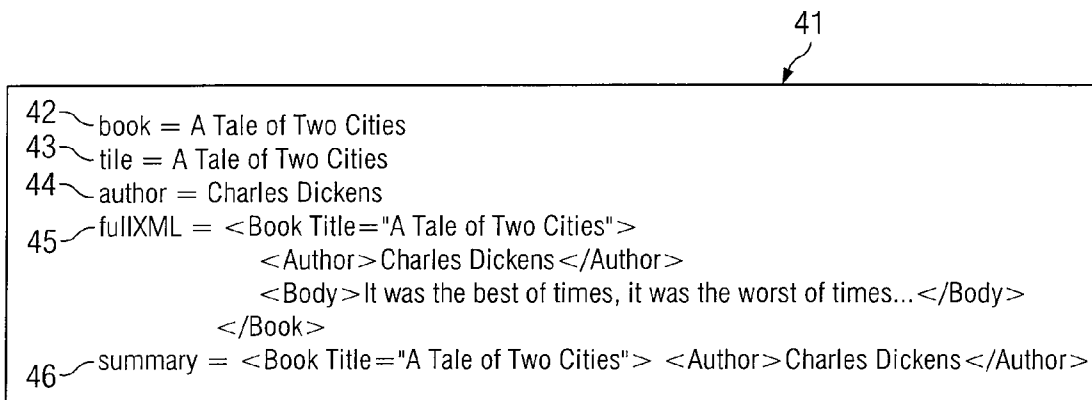 41
42 book = A Tale of Two Cities
43 tile = A Tale of Two Cities
44 author = Charles Dickens
45 fullXML = <Book Title="A Tale of Two Cities">
<Author>Charles Dickens</Author>
<Body>It was the best of times, it was the worst of times...</Body>
</Book>
46 summary = <Book Title="A Tale of Two Cities"> <Author>Charles Dickens</Author>